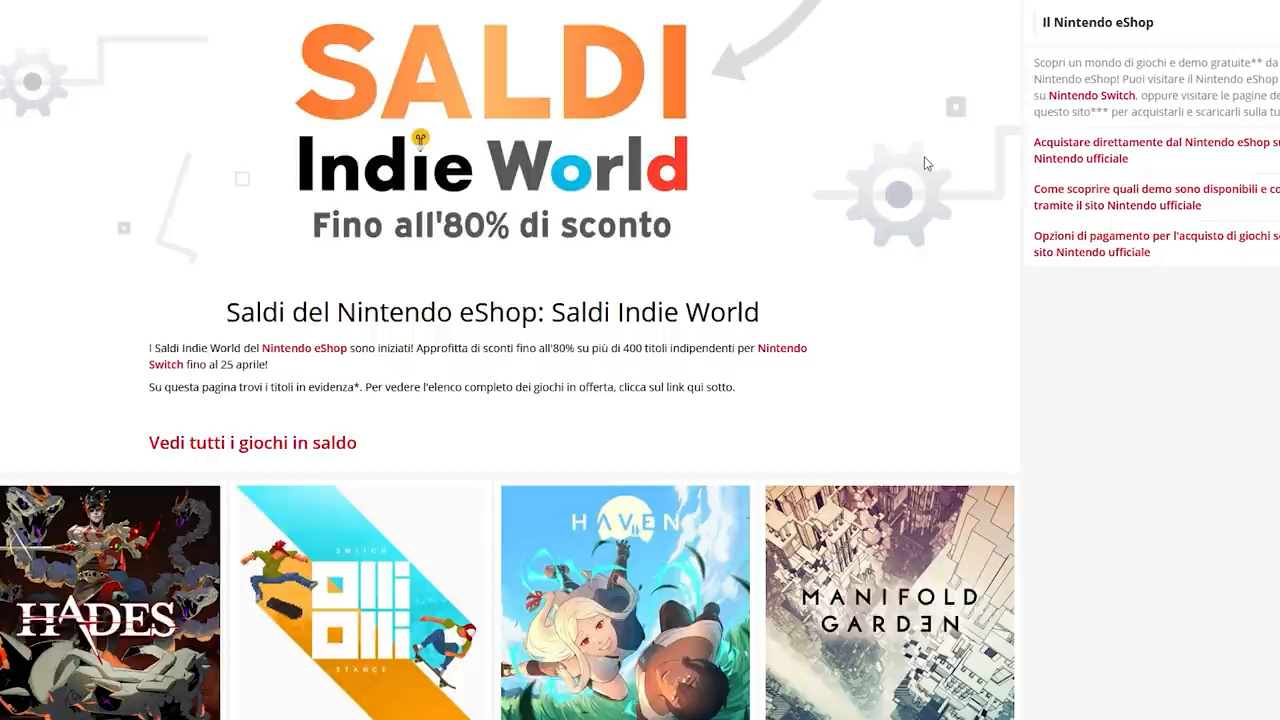 SALDI
Indie World
Fino all'80% di sconto
Saldi del Nintendo eShop: Saldi Indie World
I Saldi Indie World del Nintendo eShop sono iniziati! Approfitta di sconti fino all'80% su più di 400 titoli indipendenti per Nintendo
Switch fino al 25 aprile!
Su questa pagina trovi i titoli in evidenza*. Per vedere l'elenco completo dei giochi in offerta, clicca sul link qui sotto.
Vedi tutti i giochi in saldo
HADES
SWITCH
OlliOlli
STANCE
HAVEN
MANIFOLD
GARDEN
Il Nintendo eShop
Scopri un mondo di giochi e demo gratuite** da
Nintendo eShop! Puoi visitare il Nintendo eShop
su Nintendo Switch, oppure visitare le pagine de
questo sito*** per acquistarli e scaricarli sulla tu
Acquistare direttamente dal Nintendo eShop su
Nintendo ufficiale
Come scoprire quali demo sono disponibili e co
tramite il sito Nintendo ufficiale
Opzioni di pagamento per l'acquisto di giochi s
sito Nintendo ufficiale